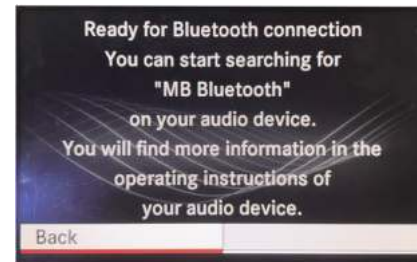 Ready for Bluetooth connection
You can start searching for
"MB Bluetooth"
on your audio device.
You will find more information in the
operating instructions of
your audio device.
Back